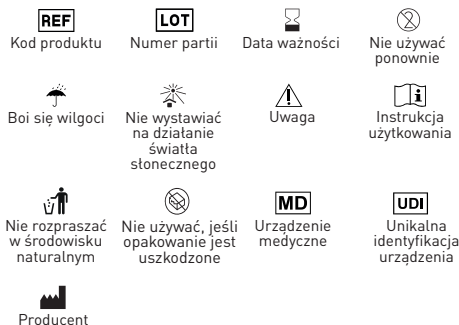 REF
LOT
Kod produktu
Numer partii
Data ważności
2
Nie używać
ponownie
Boi się wilgoci
Nie wystawiać
na działanie
światła
słonecznego
Uwaga
i
Instrukcja
użytkowania
Nie rozpraszać
w środowisku
naturalnym
Nie używać, jeśli
opakowanie jest
uszkodzone
MD
Urządzenie
medyczne
UDI
Unikalna
identyfikacja
urządzenia
Producent